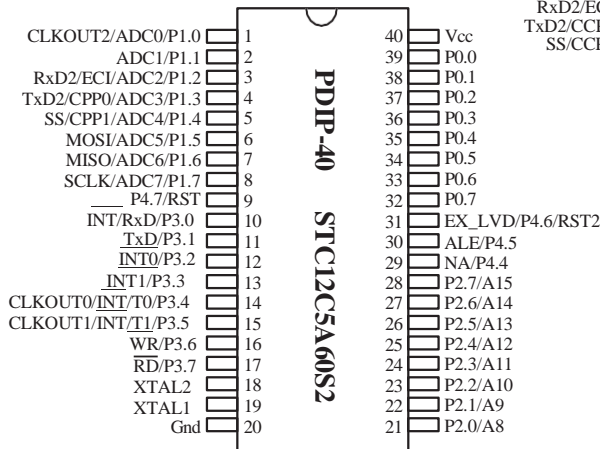 CLKOUT2/ADC0/P1.0 1
ADC1/P1.1 2
RxD2/ECI/ADC2/P1.2 3
TxD2/CPP0/ADC3/P1.3 4
SS/CPP1/ADC4/P1.4 5
MOSI/ADC5/P1.5 6
MISO/ADC6/P1.6 7
SCLK/ADC7/P1.7 8
P4.7/RST 9
INT/RxD/P3.0 10
TxD/P3.1 11
INT0/P3.2 12
INT1/P3.3 13
CLKOUT0/INT/T0/P3.4 14
CLKOUT1/INT/T1/P3.5 15
WR/P3.6 16
RD/P3.7 17
XTAL2 18
XTAL1 19
Gnd 20
PDIP-40 STC12C5A60S2
40 Vcc
39 P0.0
38 P0.1
37 P0.2
36 P0.3
35 P0.4
34 P0.5
33 P0.6
32 P0.7
31 EX_LVD/P4.6/RST2
30 ALE/P4.5
29 NA/P4.4
28 P2.7/A15
27 P2.6/A14
26 P2.5/A13
25 P2.4/A12
24 P2.3/A11
23 P2.2/A10
22 P2.1/A9
21 P2.0/A8